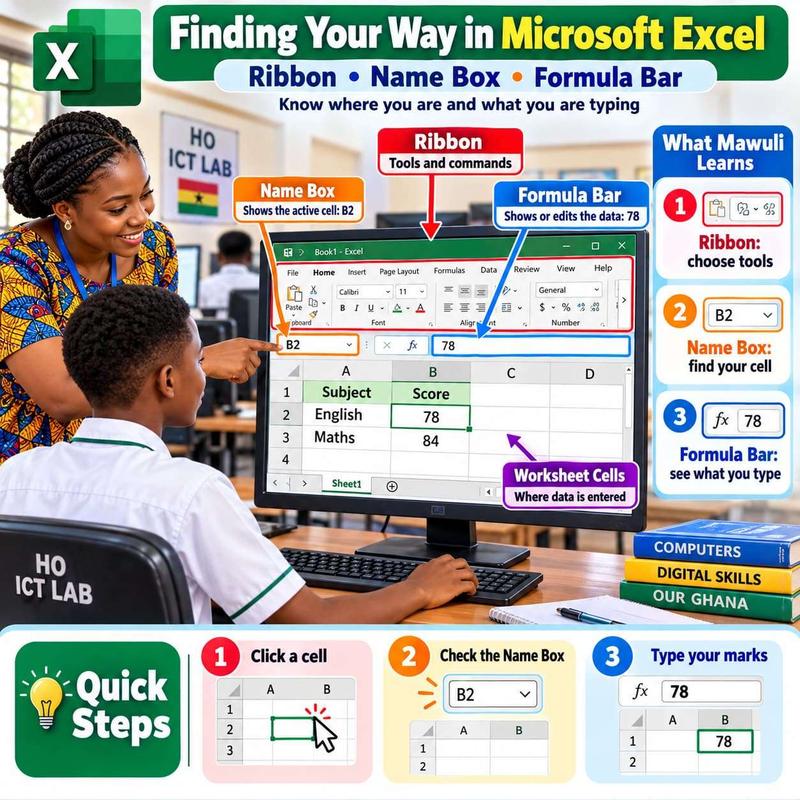 X
Finding Your Way in Microsoft Excel
Ribbon • Name Box • Formula Bar
Know where you are and what you are typing
HO
ICT LAB
Ribbon
Tools and commands
Name Box
Shows the active cell: B2
Formula Bar
Shows or edits the data: 78
Book1 - Excel
File Home Insert Page Layout Formulas Data Review View Help
Paste Calibri 11 General
B I U A $ % 
Font Number
B2 fx 78
A B C D
1 Subject Score
2 English 78
3 Maths 84
4
Sheet1
Worksheet Cells
Where data is entered
What Mawuli
Learns
1
Ribbon:
choose tools
2 B2
Name Box:
find your cell
3 fx 78
Formula Bar:
see what you type
COMPUTERS
DIGITAL SKILLS
OUR GHANA
HO
ICT LAB
Quick
Steps
1 Click a cell
A B
1
2
3
2 Check the Name Box
B2
A B
1
2
3 Type your marks
fx 78
A B
1 78
2